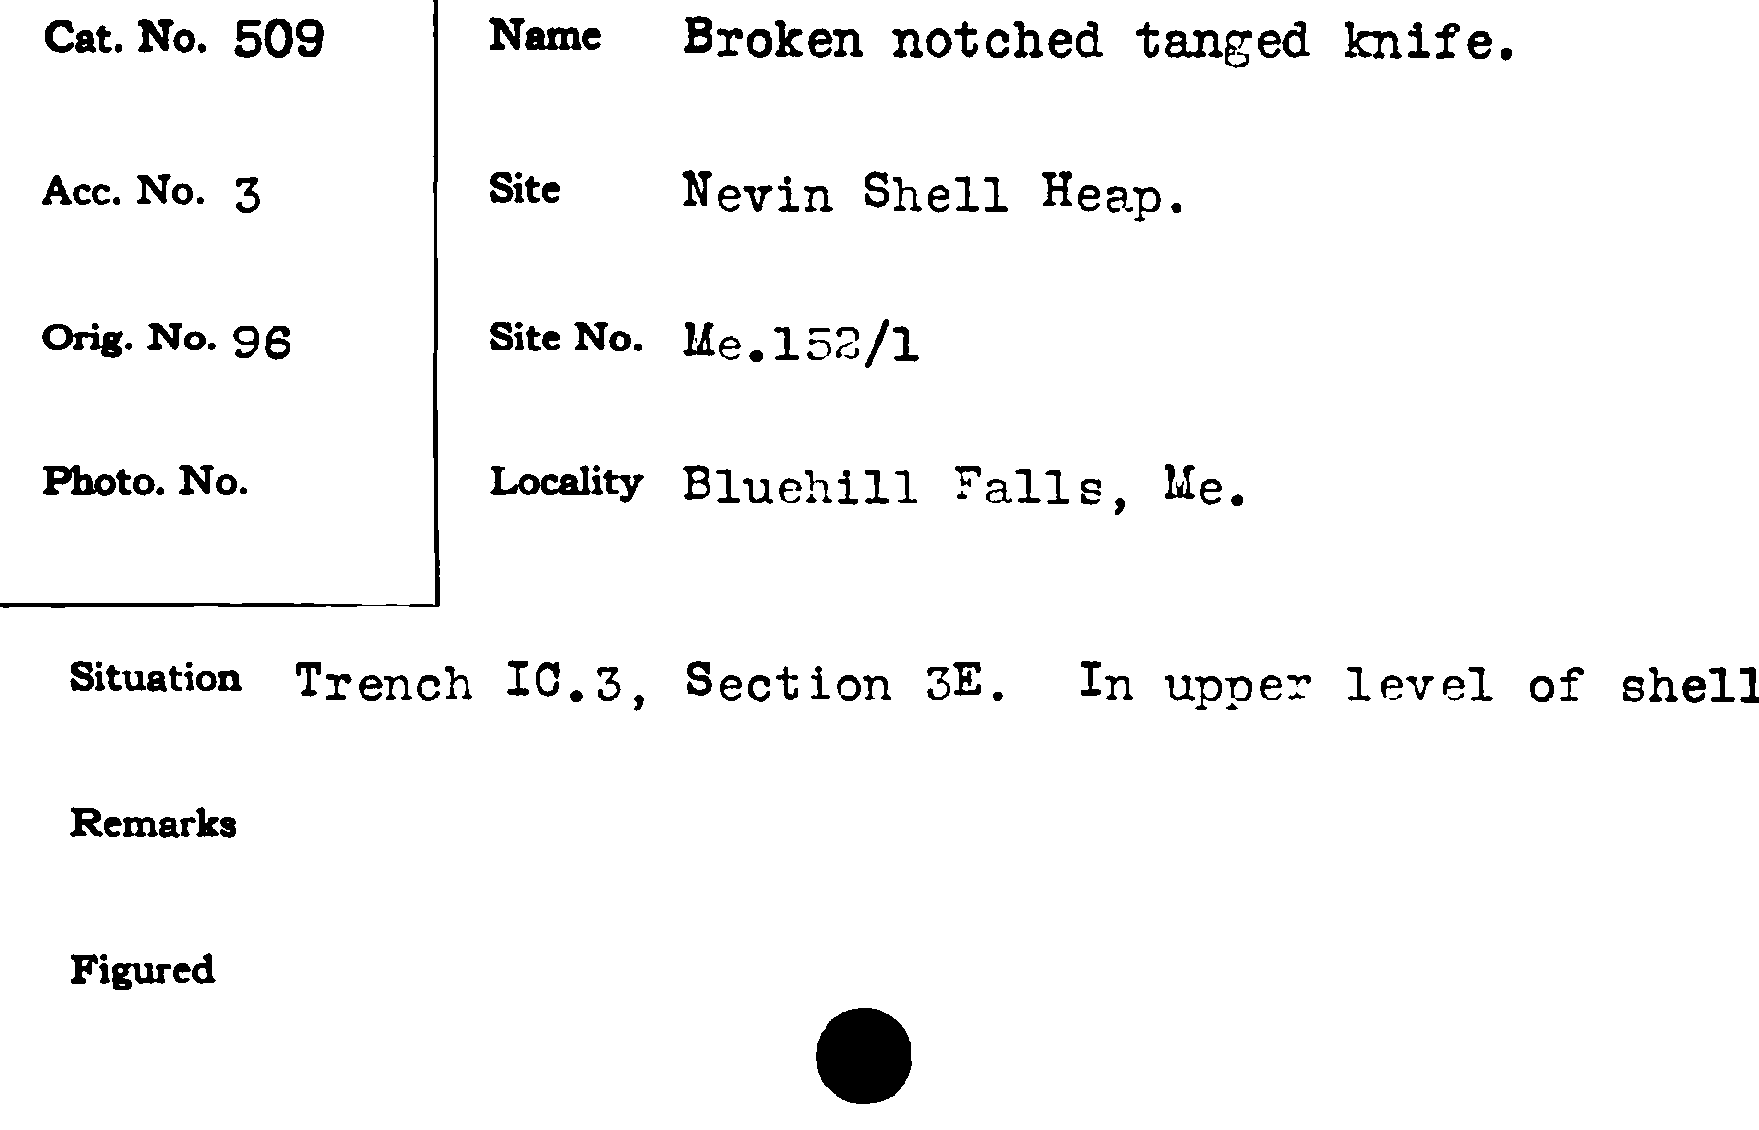 Cat. No. 509
Name Broken notched tanged knife.
Acc. No. 3
Site Nevin Shell Heap.
Orig. No. 96
Site No. Me.152/1
Photo. No.
Locality Bluehill Falls, Me.
Situation Trench IC.3, Section 3E. In upper level of shell
Remarks
Figured